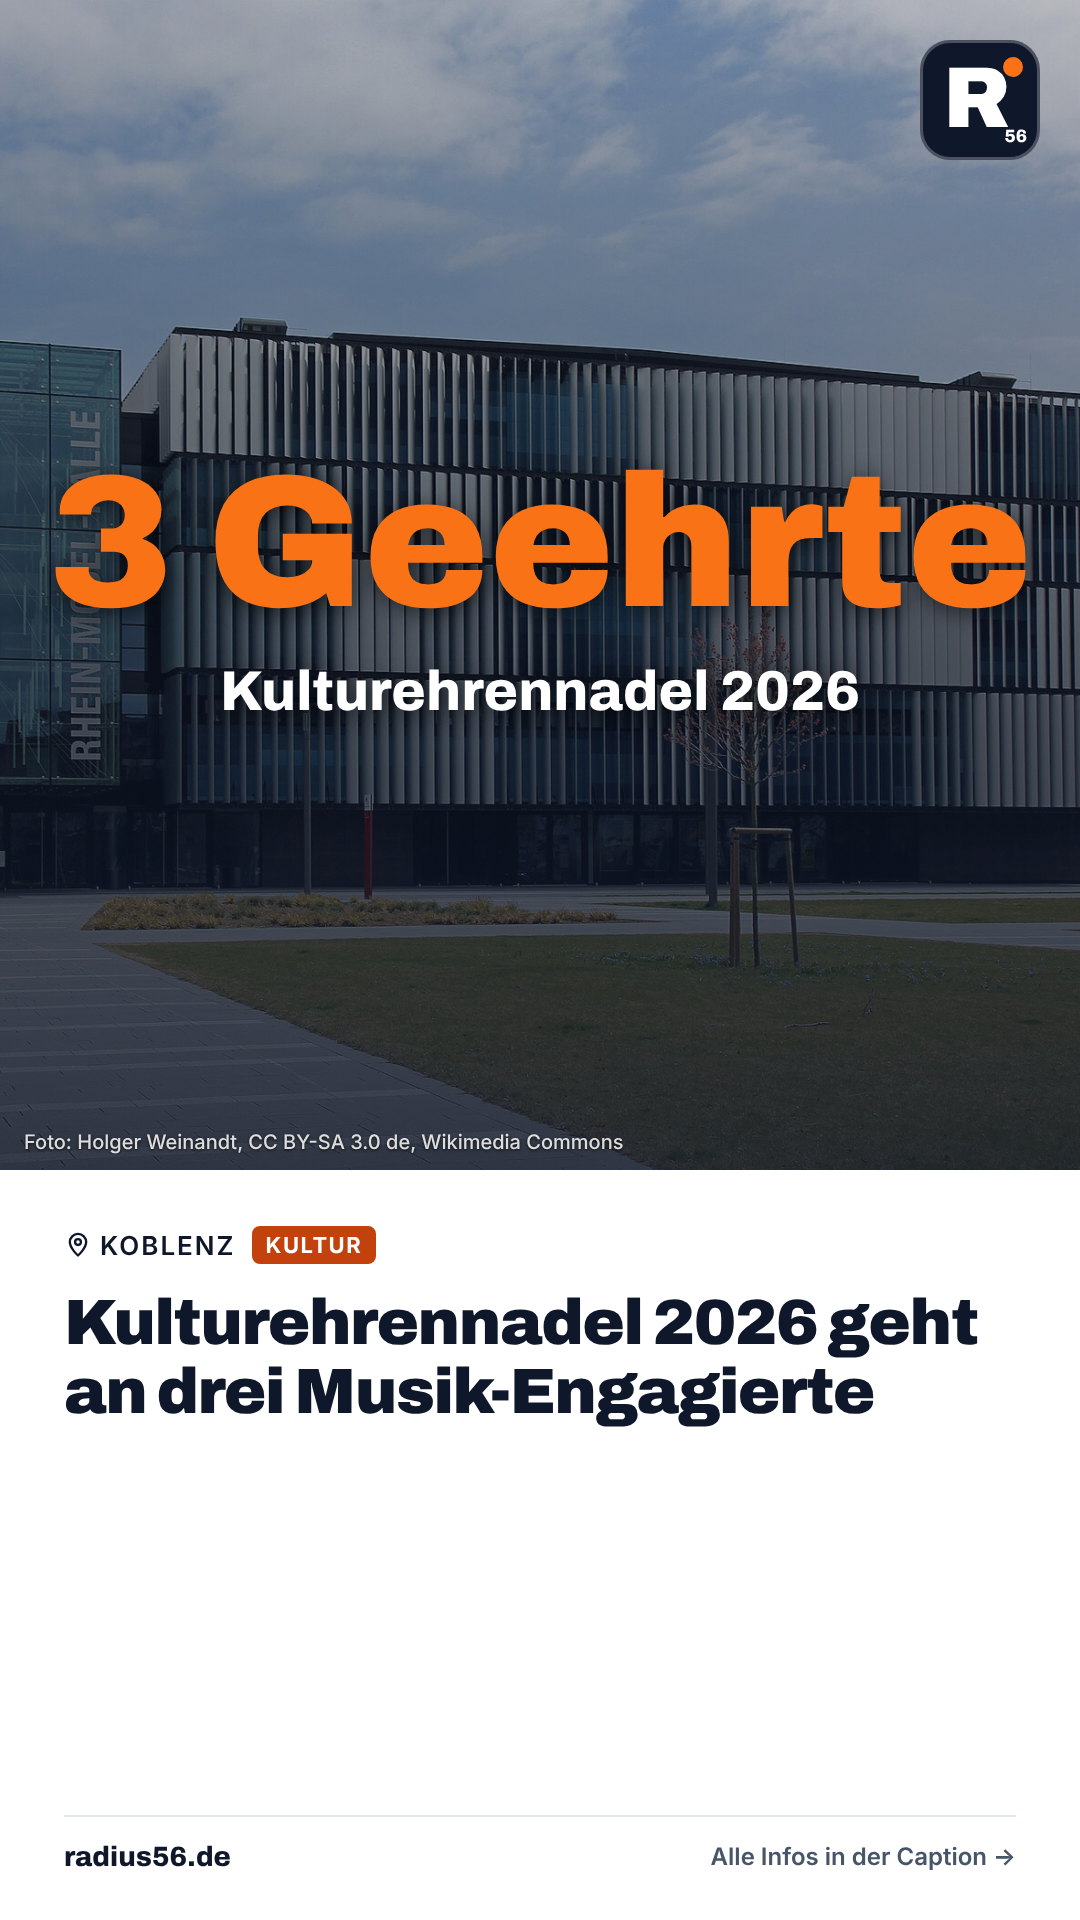 R
56
3 Geehrte
Kulturehrennadel 2026
Foto: Holger Weinandt, CC BY-SA 3.0 de, Wikimedia Commons
KOBLENZ KULTUR
Kulturehrennadel 2026 geht
an drei Musik-Engagierte
radius56.de
Alle Infos in der Caption →